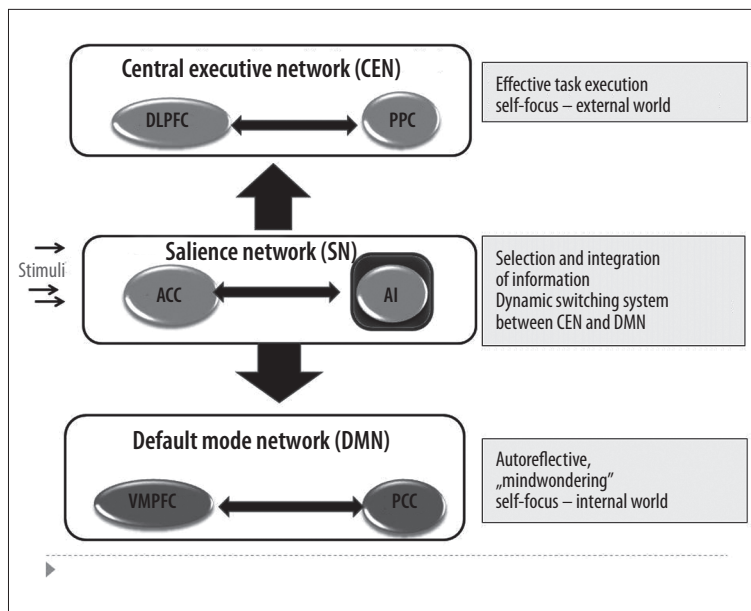 Central executive network (CEN)
DLPFC
PPC
Effective task execution
self-focus – external world
Stimuli
Salience network (SN)
ACC
AI
Selection and integration
of information
Dynamic switching system
between CEN and DMN
Default mode network (DMN)
VMPFC
PCC
Autoreflective,
„mindwondering”
self-focus – internal world